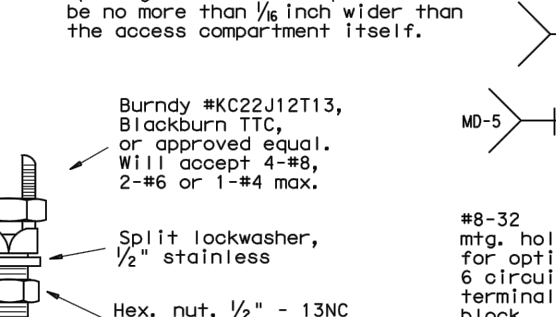 be no more than 1/16 inch wider than
the access compartment itself.
Burndy #KC22J12T13,
Blackburn TTC,
or approved equal.
Will accept 4-#8,
2-#6 or 1-#4 max.
Split lockwasher,
1/2" stainless
Hex. nut, 1/2" - 13NC
MD-5
#8-32
mtg. hol
for opti
6 circui
terminal
block